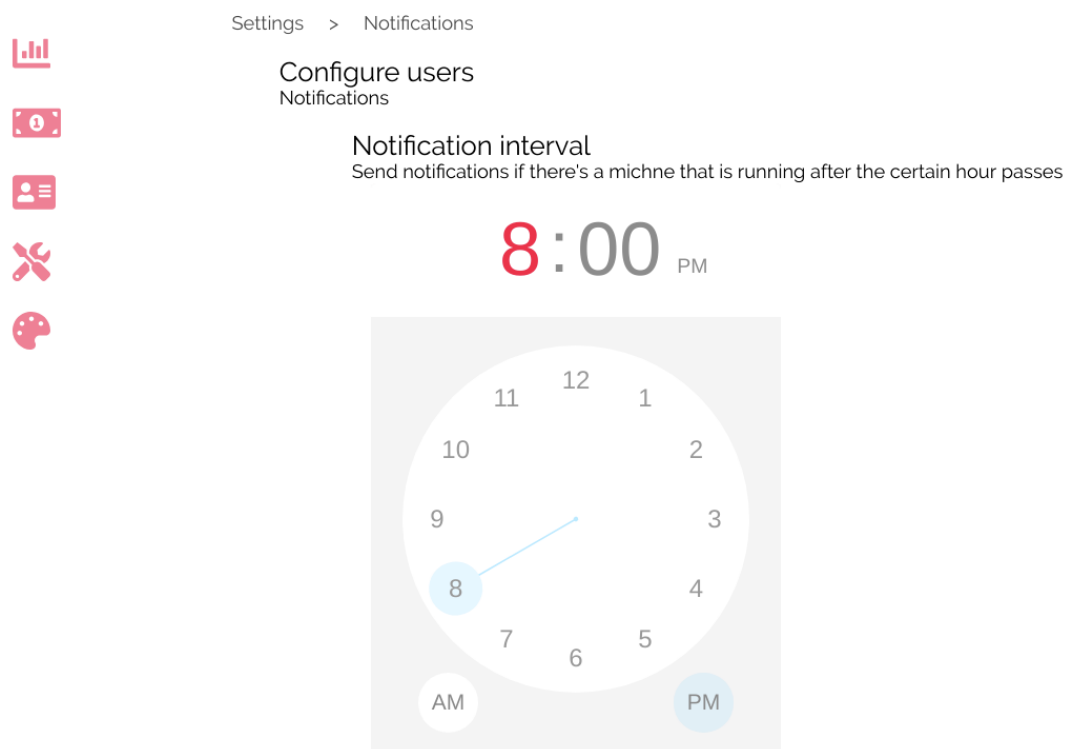 Settings > Notifications
Configure users
Notifications
Notification interval
Send notifications if there's a michne that is running after the certain hour passes
8:00 PM
12
11 1
10 2
9 3
8 4
7 5
6
AM PM
1